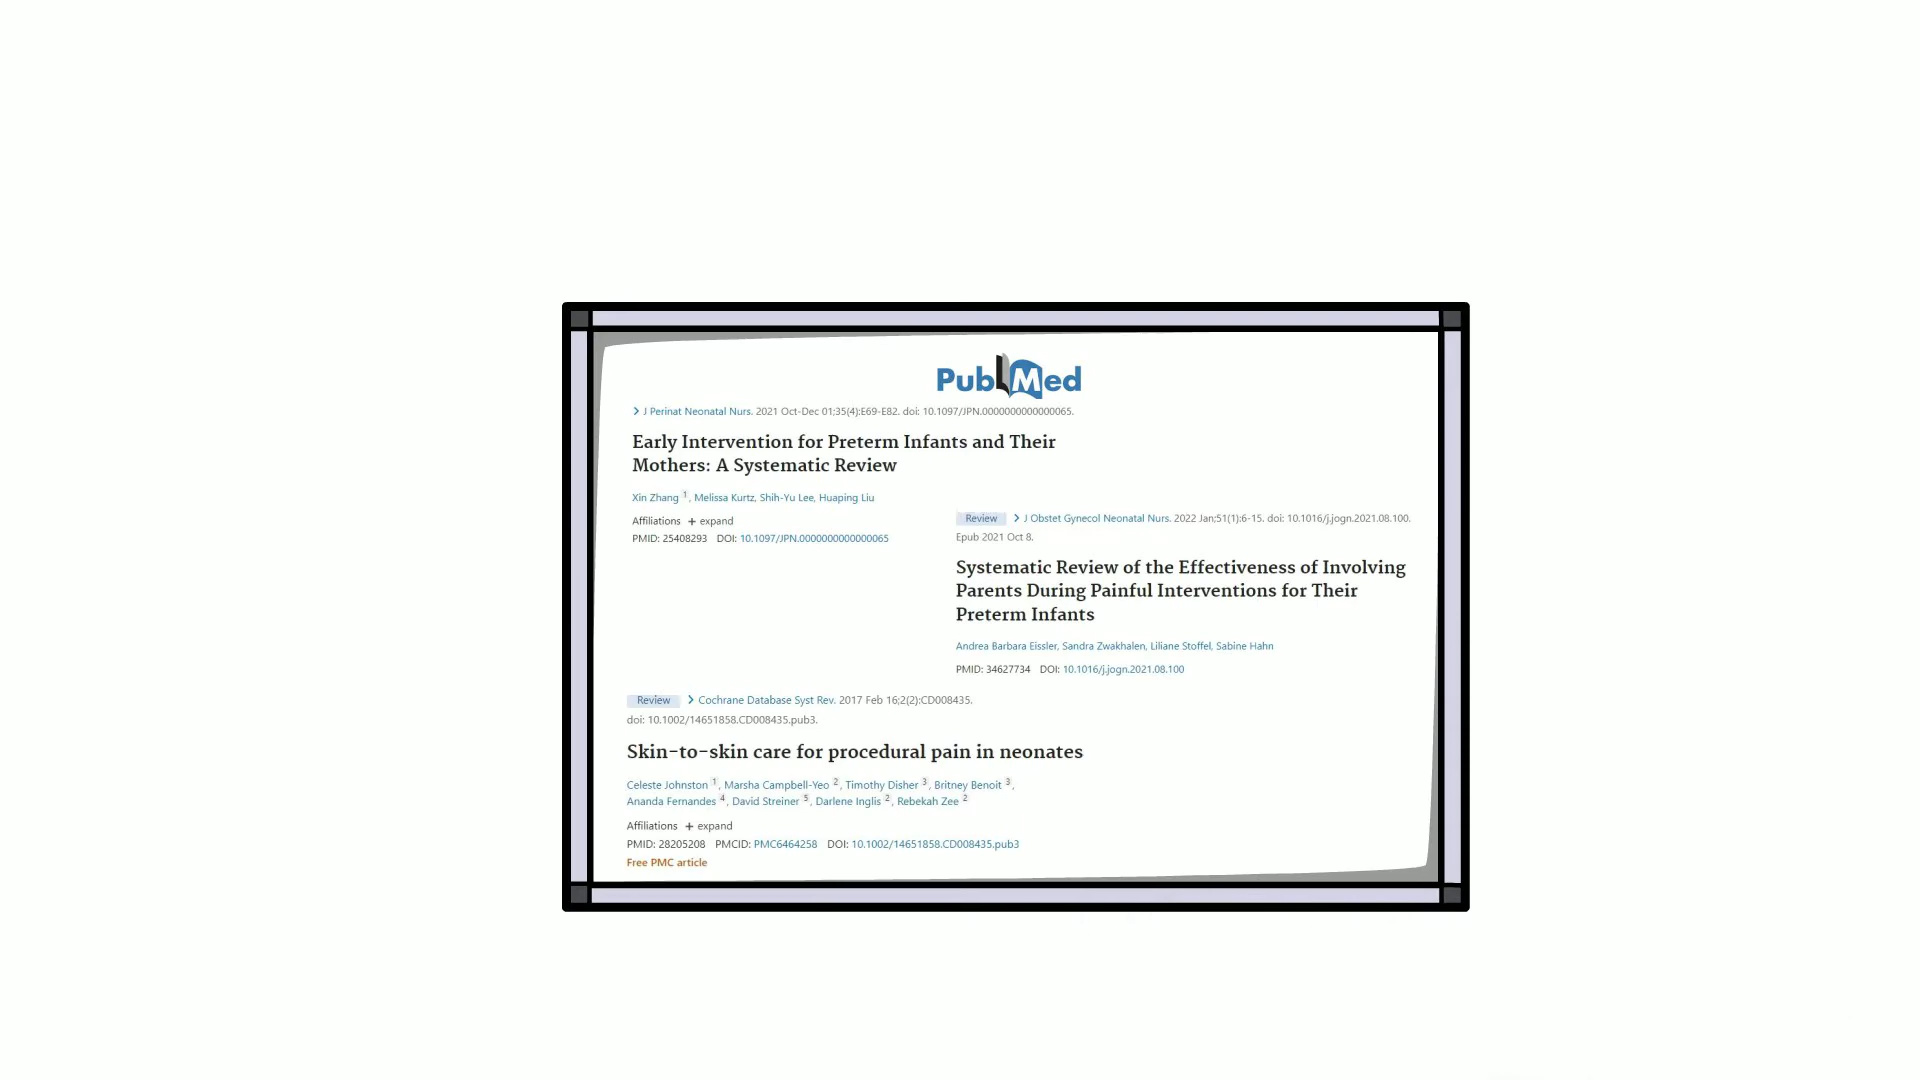 PubMed
J Perinat Neonatal Nurs. 2021 Oct-Dec 01;35(4):E69-E82. doi: 10.1097/JPN.0000000000000065.
Early Intervention for Preterm Infants and Their
Mothers: A Systematic Review
Xin Zhang 1, Melissa Kurtz, Shih-Yu Lee, Huaping Liu
Affiliations + expand
PMID: 25408293 DOI: 10.1097/JPN.0000000000000065
Review > J Obstet Gynecol Neonatal Nurs. 2022 Jan;51(1):6-15. doi: 10.1016/j.jogn.2021.08.100.
Epub 2021 Oct 8.
Systematic Review of the Effectiveness of Involving
Parents During Painful Interventions for Their
Preterm Infants
Andrea Barbara Eissler, Sandra Zwakhalen, Liliane Stoffel, Sabine Hahn
PMID: 34627734 DOI: 10.1016/j.jogn.2021.08.100
Review > Cochrane Database Syst Rev. 2017 Feb 16;2(2):CD008435.
doi: 10.1002/14651858.CD008435.pub3.
Skin-to-skin care for procedural pain in neonates
Celeste Johnston 1, Marsha Campbell-Yeo 2, Timothy Disher 3, Britney Benoit 3,
Ananda Fernandes 4, David Streiner 5, Darlene Inglis 2, Rebekah Zee 2
Affiliations + expand
PMID: 28205208 PMCID: PMC6464258 DOI: 10.1002/14651858.CD008435.pub3
Free PMC article